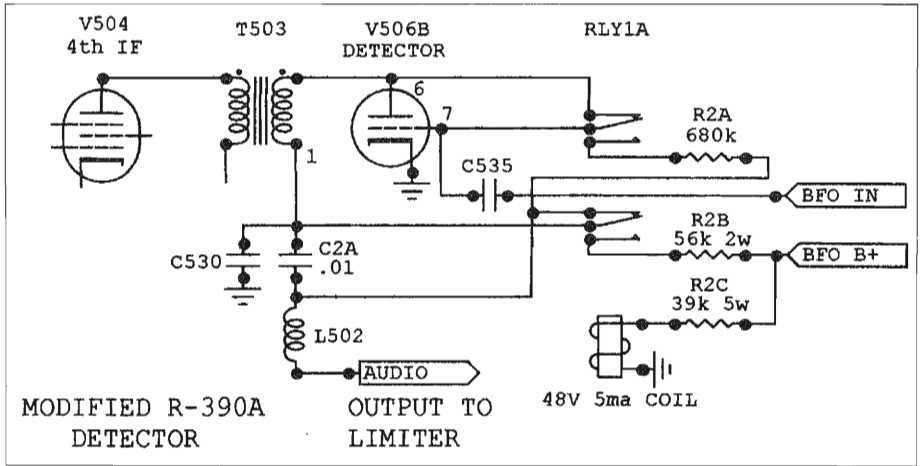 V504
4th IF
T503
V506B
DETECTOR
RLY1A
6
7
R2A
680k
1
C535
BFO IN
R2B
56k 2w
BFO B+
C530
C2A
.01
R2C
39k 5w
L502
AUDIO
48V 5ma COIL
MODIFIED R-390A
DETECTOR
OUTPUT TO
LIMITER